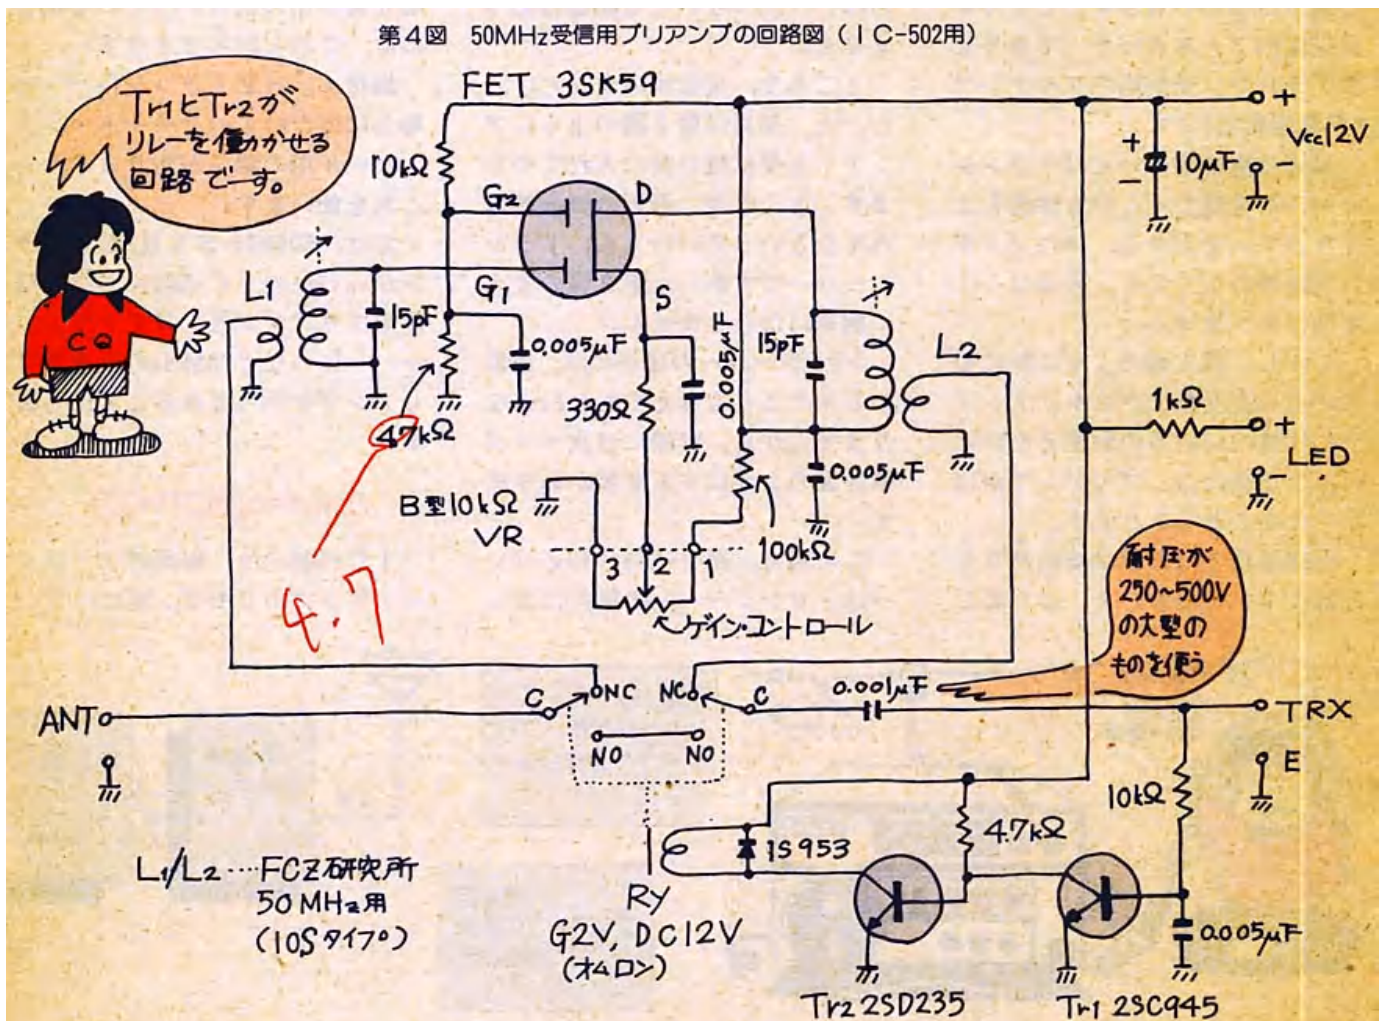 第4図 50MHz受信用プリアンプの回路図(IC-502用)
Tr1とTr2が
リレーを働かかせる
回路でーす。
CQ
FET 3SK59
10kΩ
G2
D
G1
S
L1
15pF
0.005μF
47kΩ
4.7
330Ω
0.005μF
15pF
L2
0.005μF
100kΩ
B型10kΩ
VR
3
2
1
ゲイン・コントロール
+
Vcc12V
-
+
-
10μF
1kΩ
+
LED
-
耐圧が
250~500V
の大型の
ものを使う
ANT
C
NC
NC
C
0.001μF
TRX
NO
NO
E
10kΩ
4.7kΩ
1S953
RY
G2V, DC12V
(オムロン)
0.005μF
Tr2 2SD235
Tr1 2SC945
L1/L2…FCZ研究所
50MHz用
(10Sタイプ)